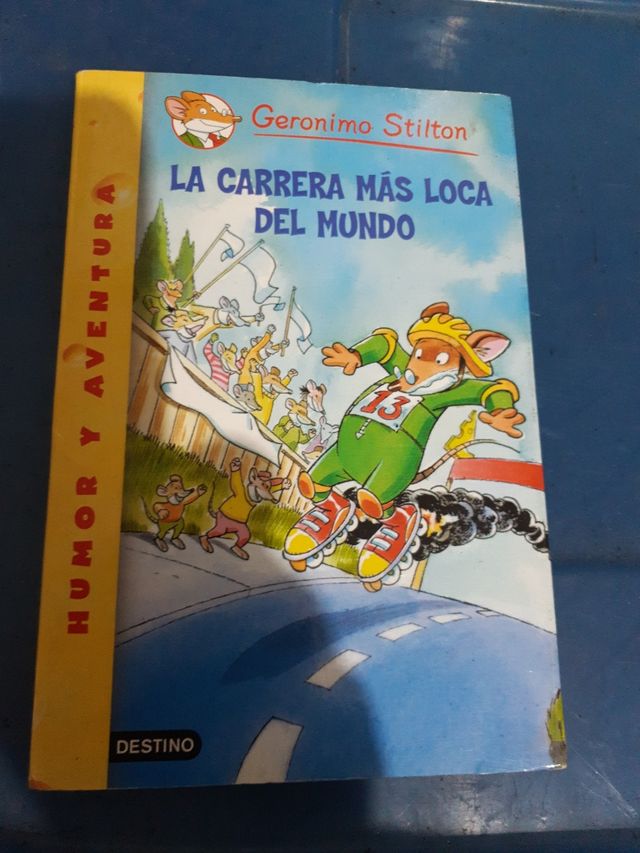 Geronimo Stilton
LA CARRERA MÁS LOCA
DEL MUNDO
HUMOR Y AVENTURA
13
DESTINO